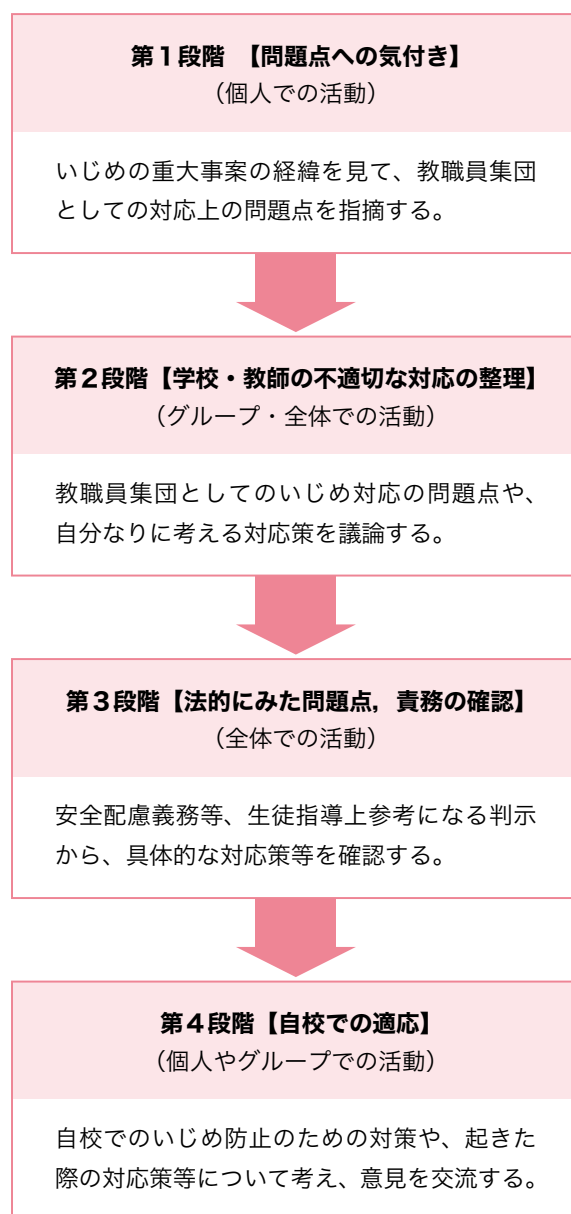 第１段階　【問題点への気付き】
（個人での活動）
いじめの重大事案の経緯を見て、教職員集団
としての対応上の問題点を指摘する。
第２段階【学校・教師の不適切な対応の整理】
（グループ・全体での活動）
教職員集団としてのいじめ対応の問題点や、
自分なりに考える対応策を議論する。
第３段階【法的にみた問題点，責務の確認】
（全体での活動）
安全配慮義務等、生徒指導上参考になる判示
から、具体的な対応策等を確認する。
第４段階【自校での適応】
（個人やグループでの活動）
自校でのいじめ防止のための対策や、起きた
際の対応策等について考え、意見を交流する。